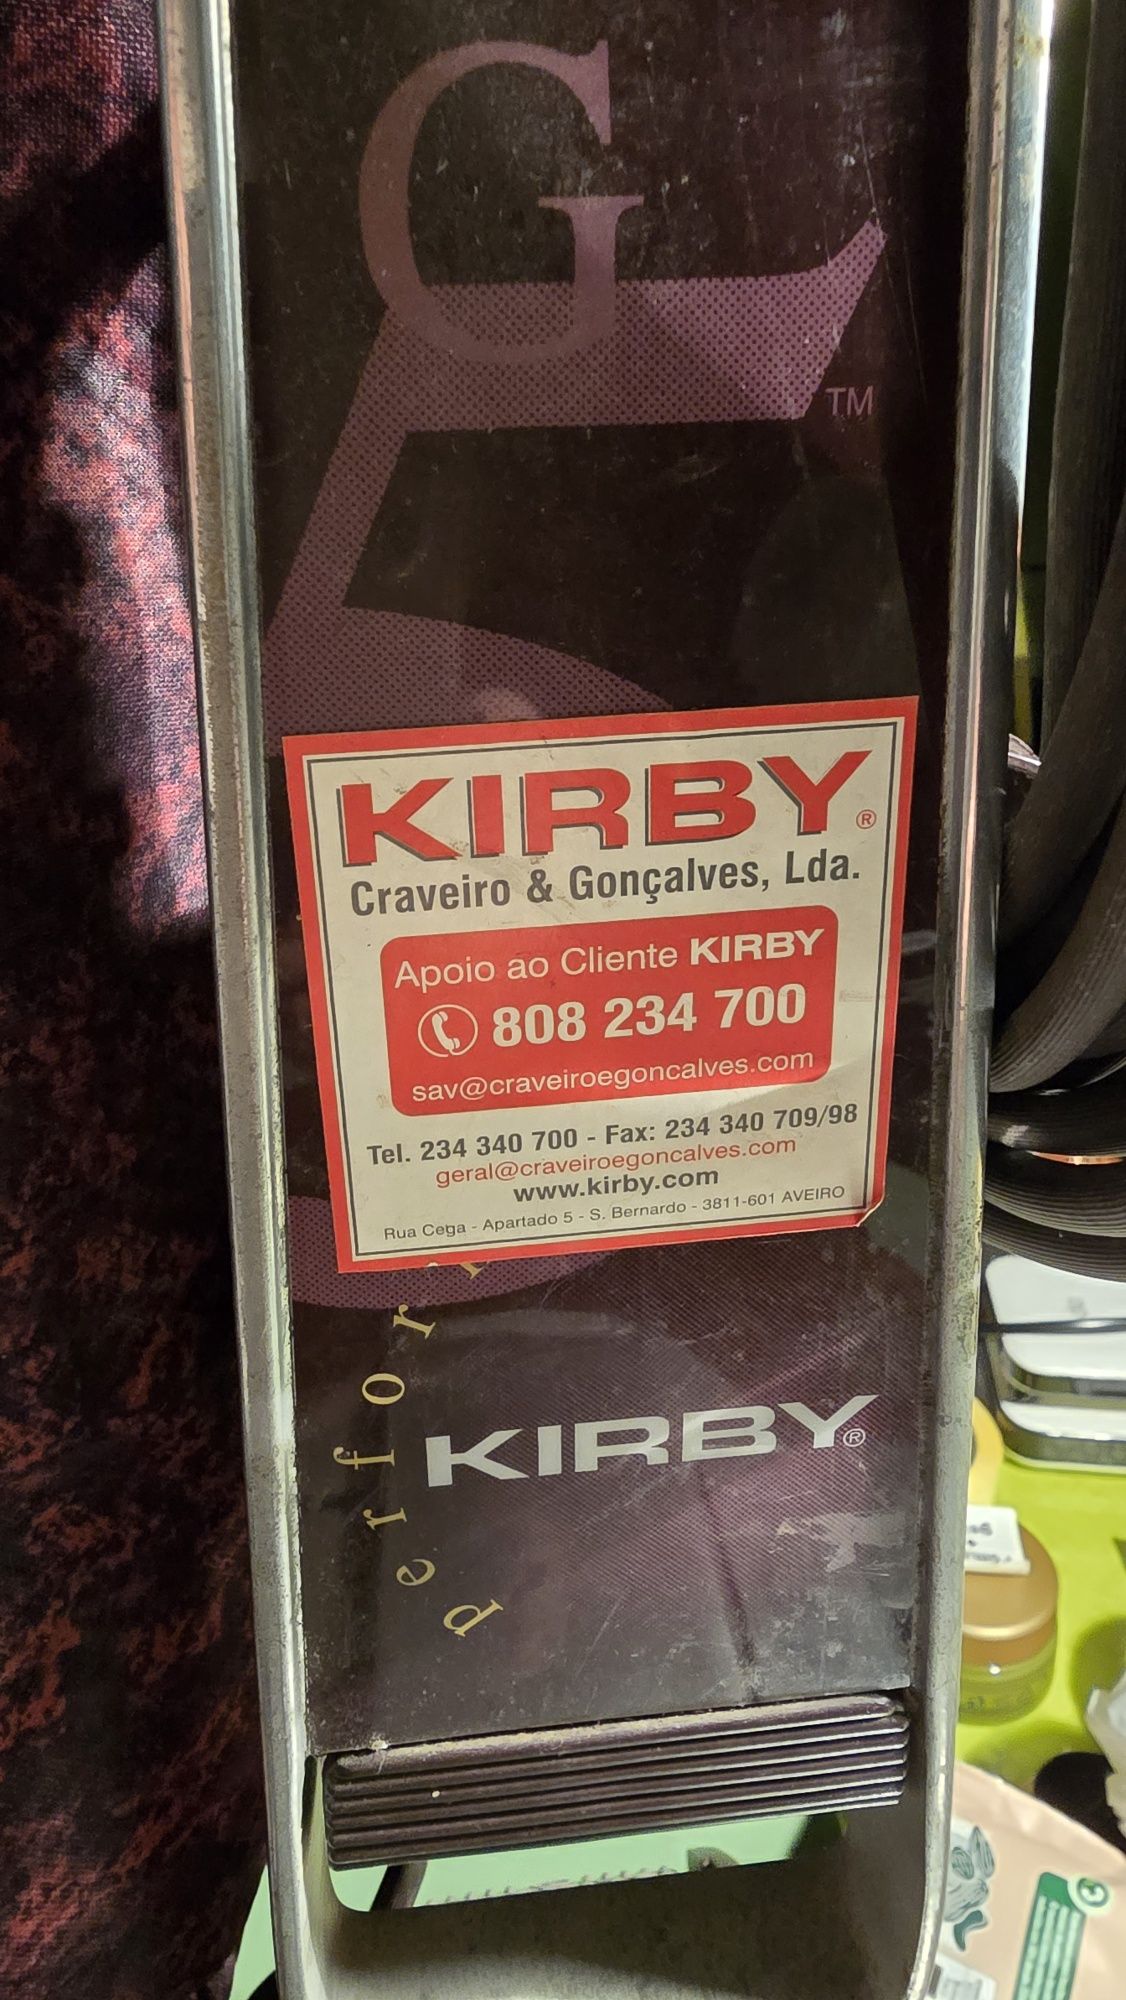 G
TM
KIRBY®
Craveiro & Gonçalves, Lda.
Apoio ao Cliente KIRBY
808 234 700
sav@craveiroegoncalves.com
Tel. 234 340 700 - Fax: 234 340 709/98
geral@craveiroegoncalves.com
www.kirby.com
Rua Cega - Apartado 5 - S. Bernardo - 3811-601 AVEIRO
perfor
KIRBY®